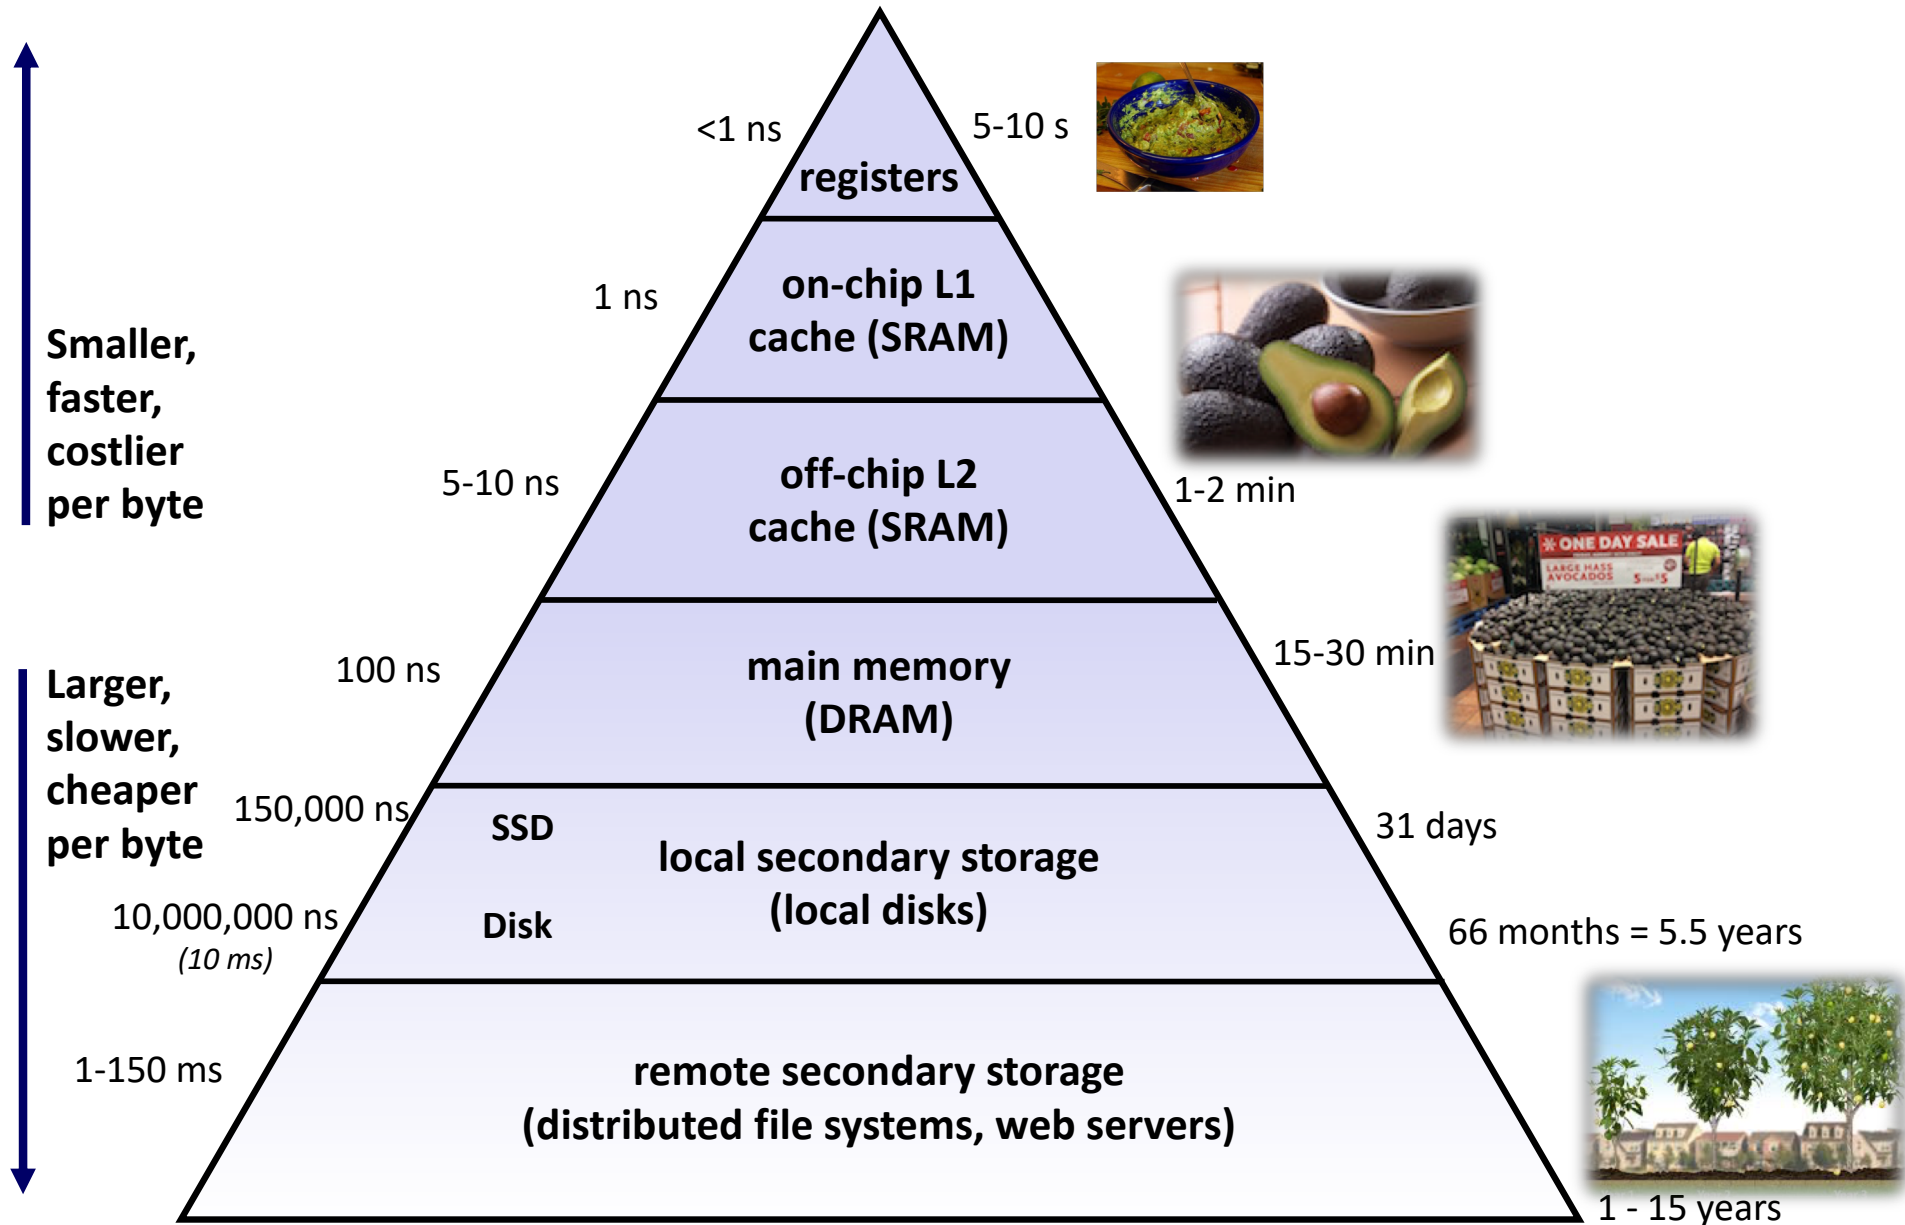 <1 ns
5-10 s
registers
1 ns
on-chip L1
cache (SRAM)
Smaller,
faster,
costlier
per byte
5-10 ns
off-chip L2
cache (SRAM)
1-2 min
* ONE DAY SALE
LARGE HASS
AVOCADOS
5 $5
100 ns
main memory
(DRAM)
15-30 min
Larger,
slower,
cheaper
per byte
150,000 ns
SSD
local secondary storage
(local disks)
31 days
10,000,000 ns
(10 ms)
Disk
66 months = 5.5 years
1-150 ms
remote secondary storage
(distributed file systems, web servers)
1 - 15 years